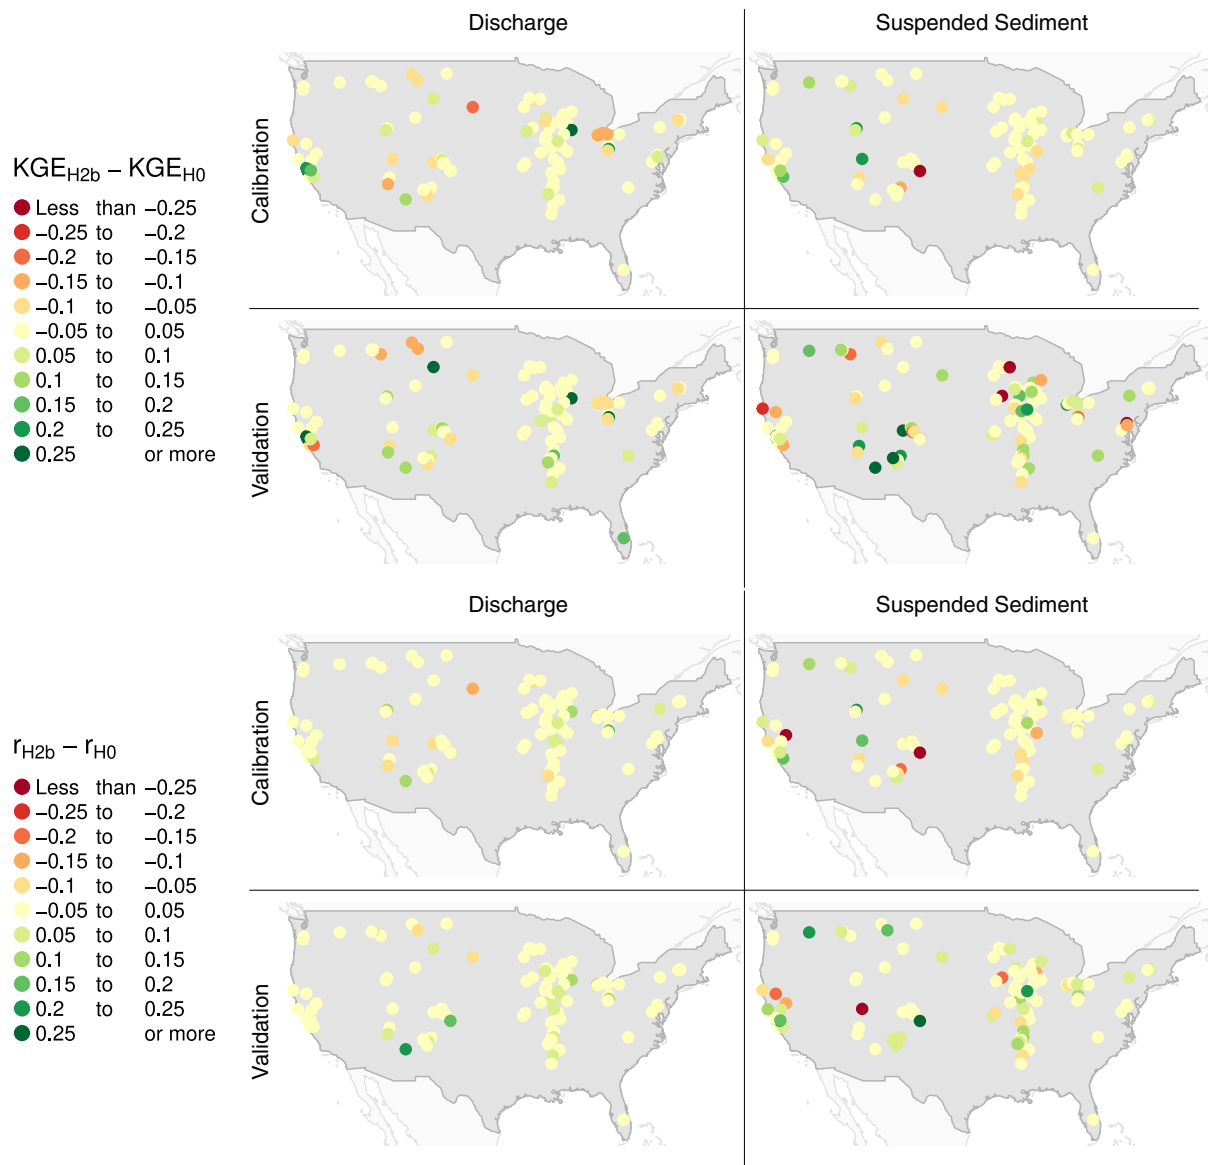 Discharge
Suspended Sediment
Calibration
KGE_H2b − KGE_H0
Less than −0.25
−0.25 to −0.2
−0.2 to −0.15
−0.15 to −0.1
−0.1 to −0.05
−0.05 to 0.05
0.05 to 0.1
0.1 to 0.15
0.15 to 0.2
0.2 to 0.25
0.25 or more
Validation
Discharge
Suspended Sediment
Calibration
r_H2b − r_H0
Less than −0.25
−0.25 to −0.2
−0.2 to −0.15
−0.15 to −0.1
−0.1 to −0.05
−0.05 to 0.05
0.05 to 0.1
0.1 to 0.15
0.15 to 0.2
0.2 to 0.25
0.25 or more
Validation